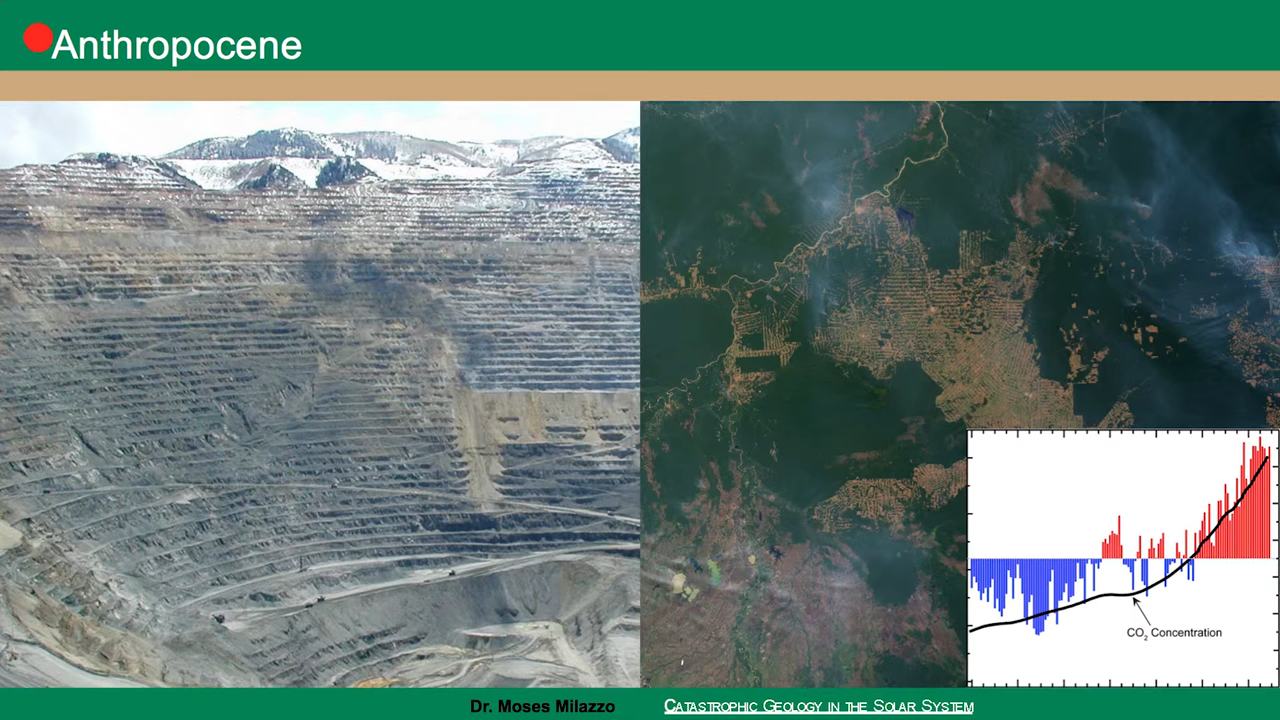 Anthropocene
CO₂ Concentration
Dr. Moses Milazzo
Catastrophic Geology in the Solar System